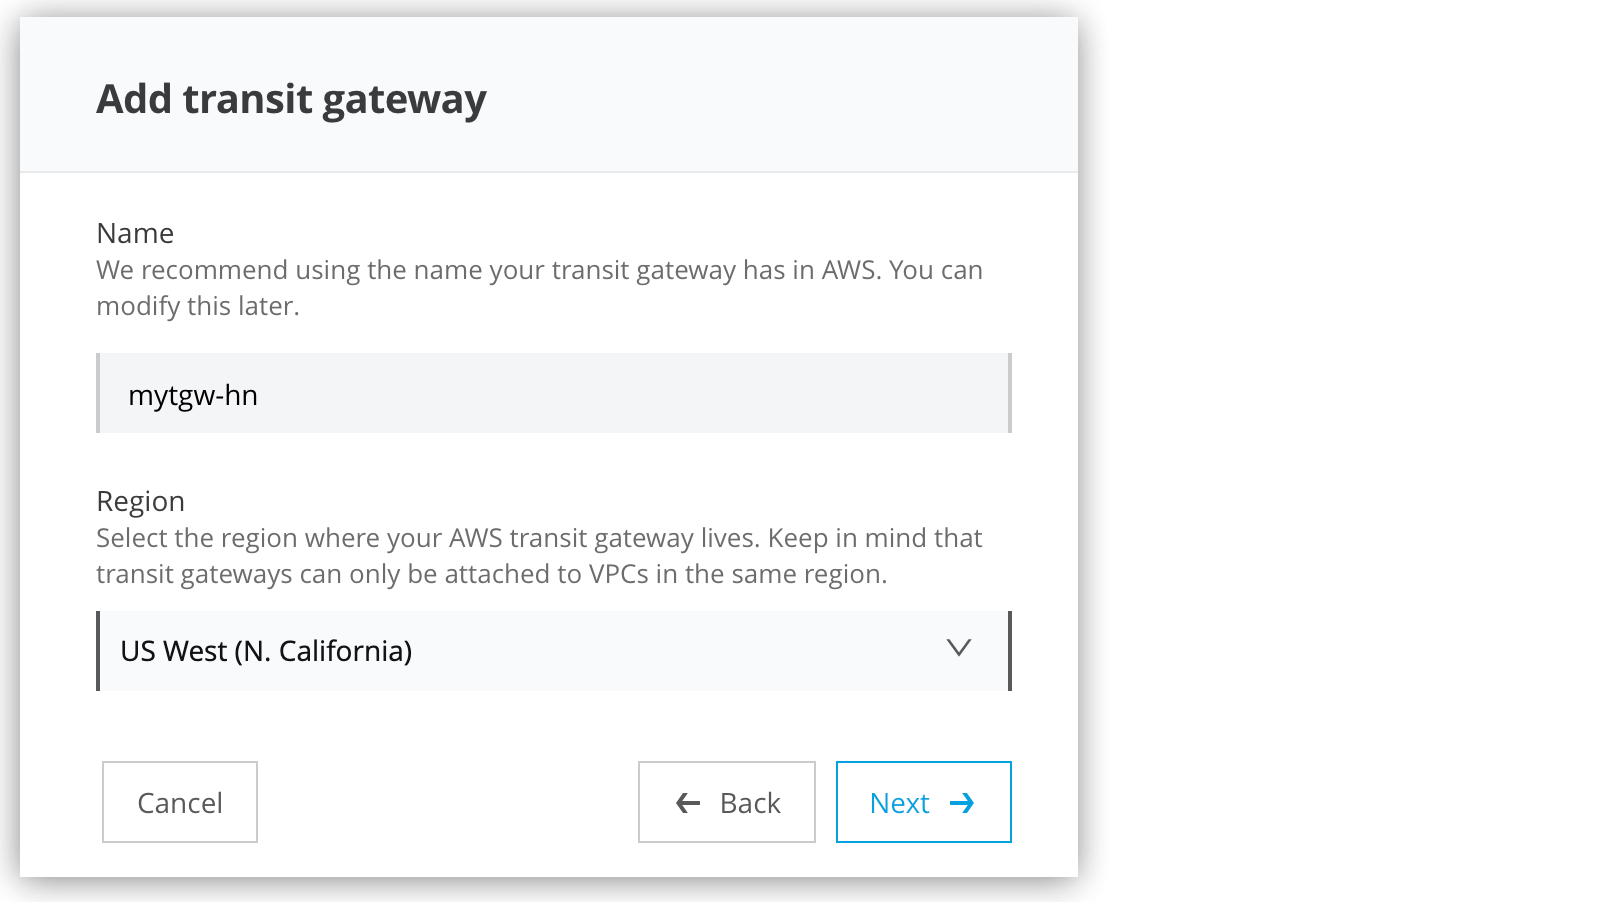 Add transit gateway
Name
We recommend using the name your transit gateway has in AWS. You can
modify this later.
mytgw-hn
Region
Select the region where your AWS transit gateway lives. Keep in mind that
transit gateways can only be attached to VPCs in the same region.
US West (N. California)
Cancel
Back
Next